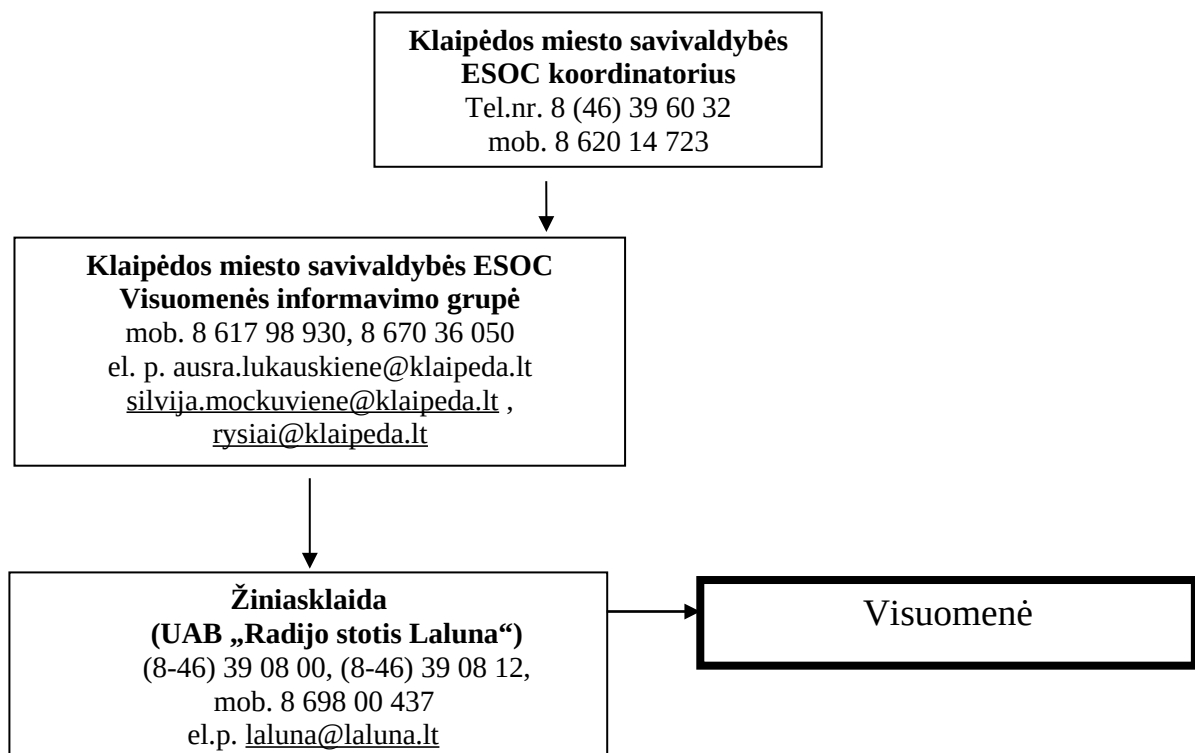 Klaipėdos miesto savivaldybės
ESOC koordinatorius
Tel.nr. 8 (46) 39 60 32
mob. 8 620 14 723
Klaipėdos miesto savivaldybės ESOC
Visuomenės informavimo grupė
mob. 8 617 98 930, 8 670 36 050
el. p. ausra.lukauskiene@klaipeda.lt
silvija.mockuviene@klaipeda.lt ,
rysiai@klaipeda.lt
Žiniasklaida
(UAB „Radijo stotis Laluna“)
(8-46) 39 08 00, (8-46) 39 08 12,
mob. 8 698 00 437
el.p. laluna@laluna.lt
Visuomenė